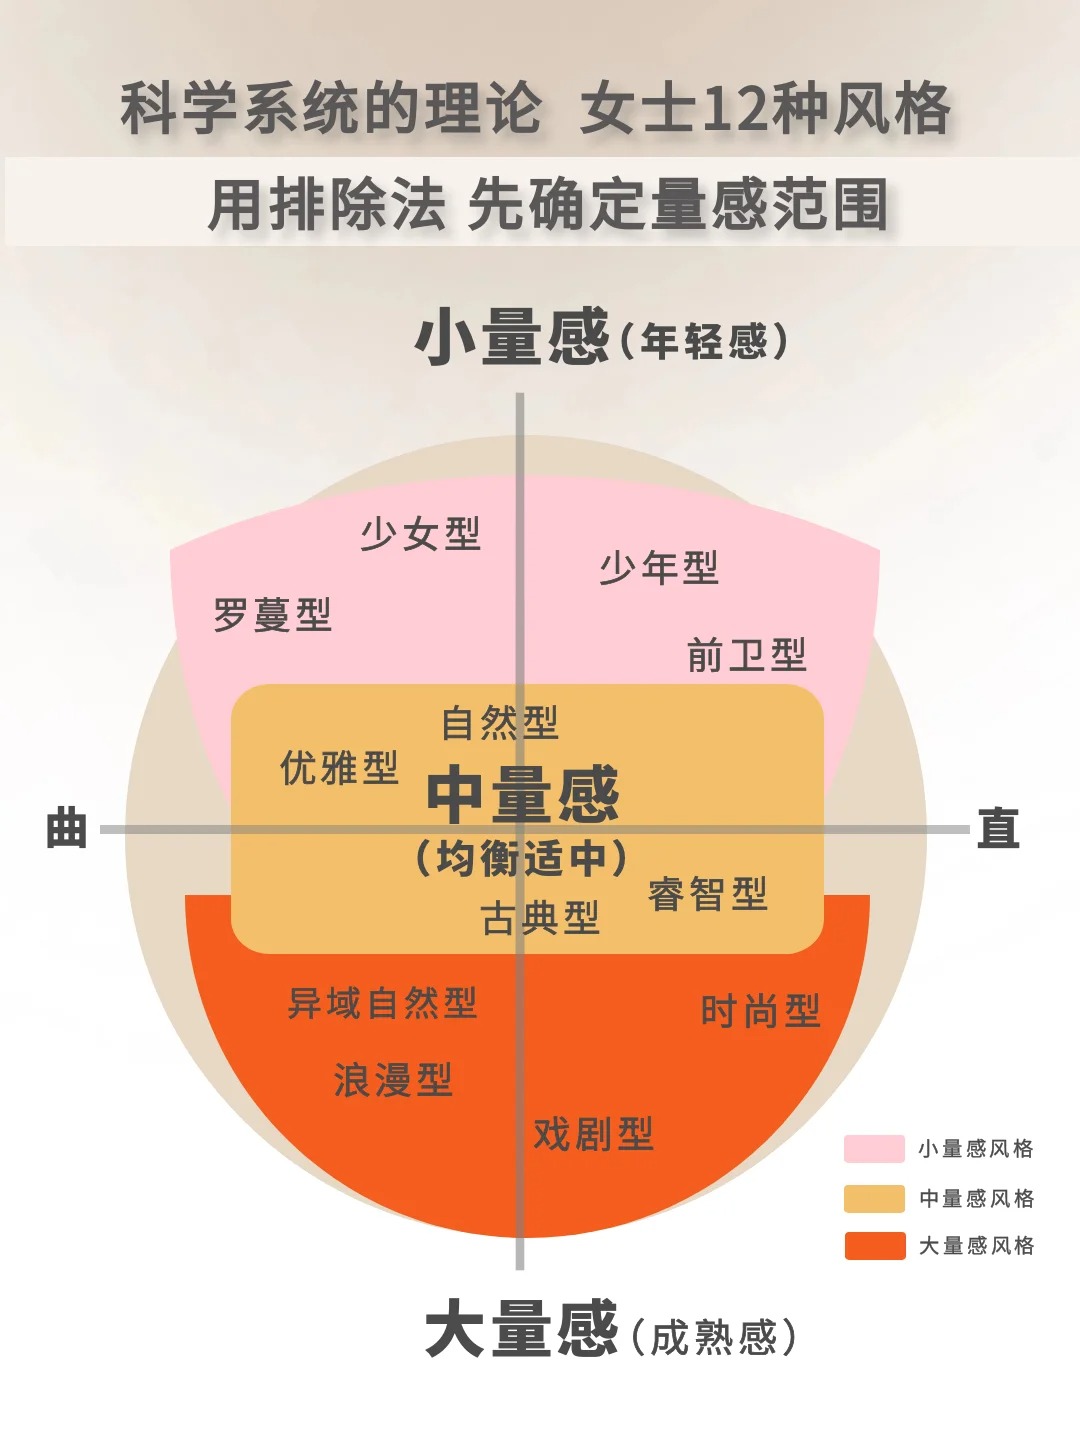 科学系统的理论 女士12种风格
用排除法 先确定量感范围
小量感(年轻感)
少女型
少年型
罗蔓型
前卫型
自然型
优雅型
中量感
曲
直
(均衡适中)
睿智型
古典型
异域自然型
时尚型
浪漫型
戏剧型
小量感风格
中量感风格
大量感风格
大量感(成熟感)